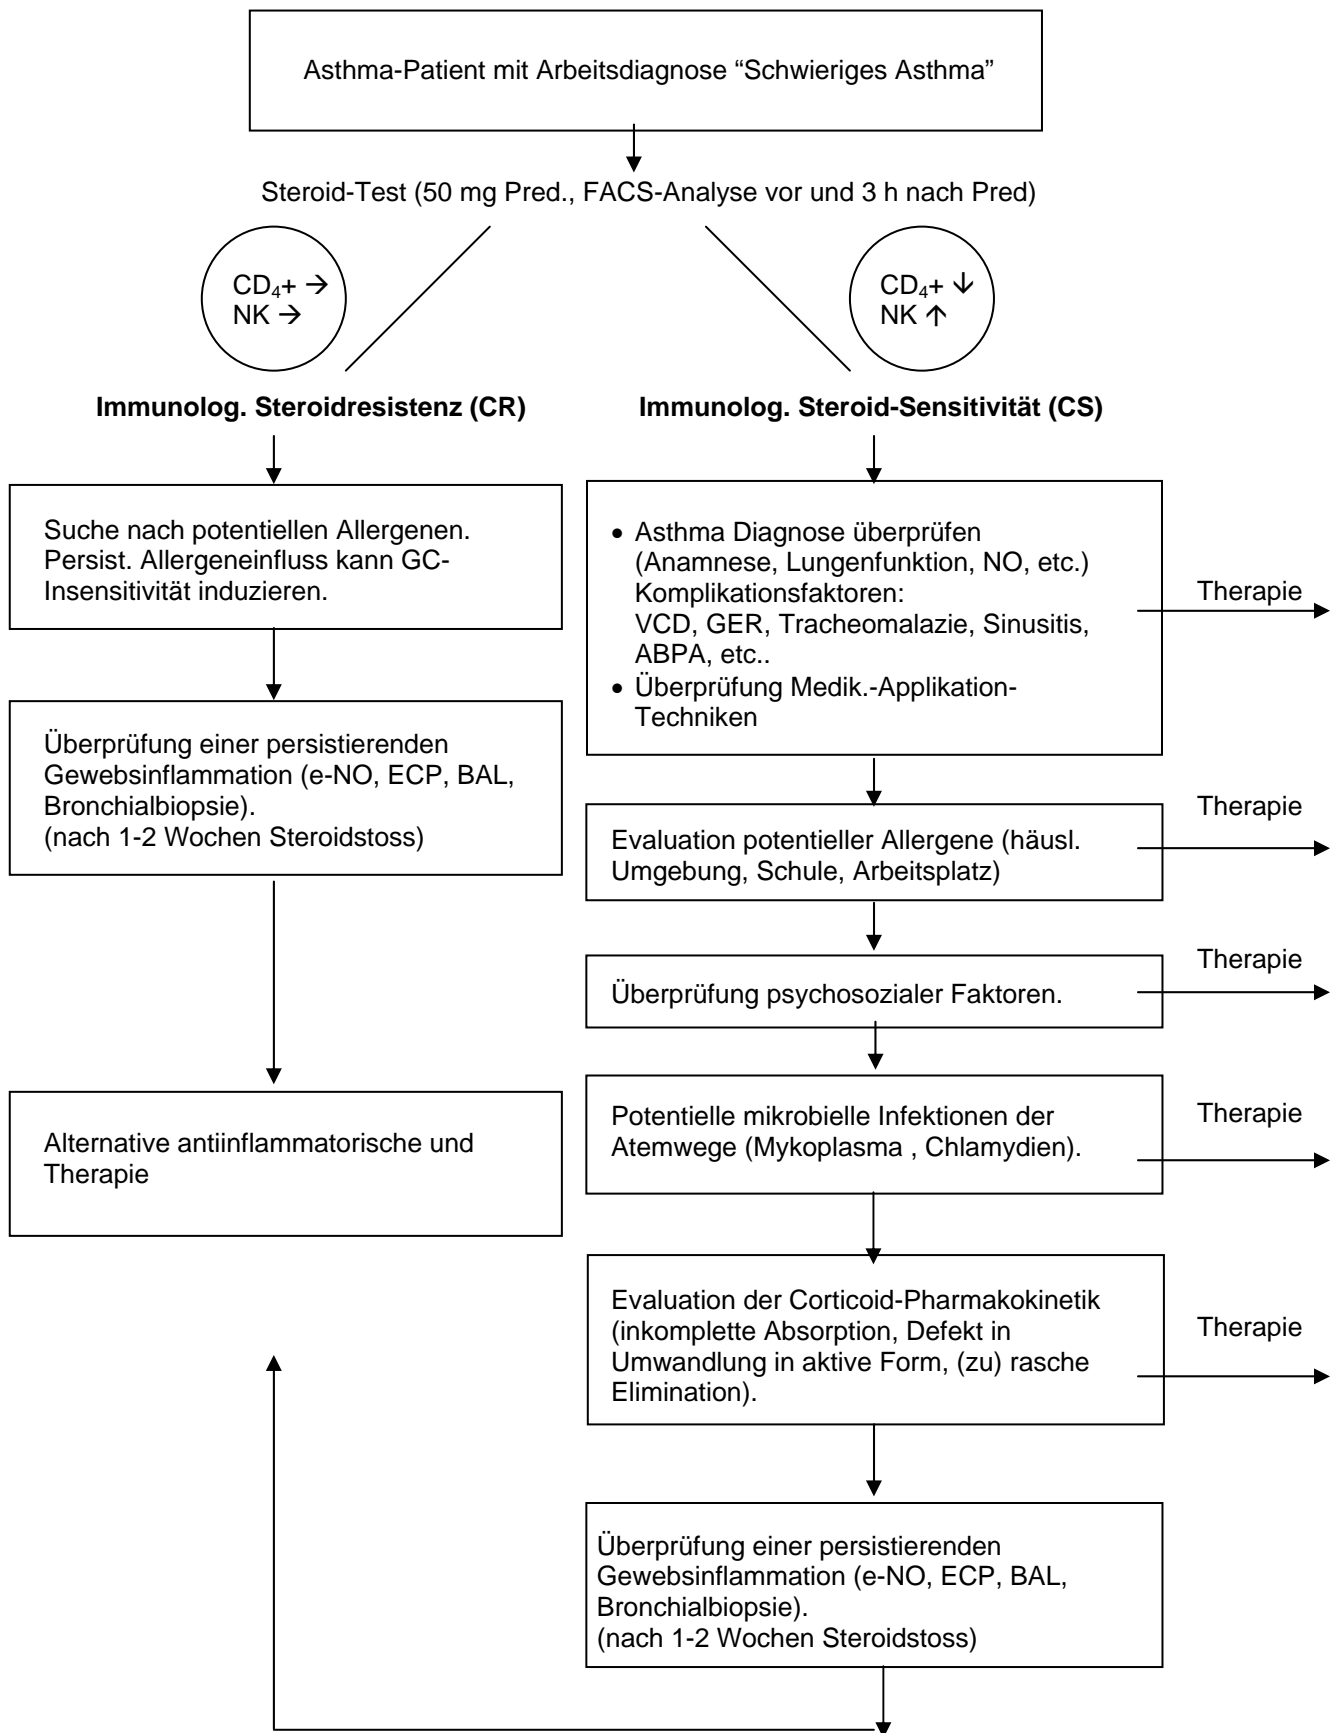 Asthma-Patient mit Arbeitsdiagnose “Schwieriges Asthma”
Steroid-Test (50 mg Pred., FACS-Analyse vor und 3 h nach Pred)
CD₄+ →
NK →
CD₄+ ↓
NK ↑
Immunolog. Steroidresistenz (CR)
Immunolog. Steroid-Sensitivität (CS)
Suche nach potentiellen Allergenen.
Persist. Allergeneinfluss kann GC-
Insensitivität induzieren.
• Asthma Diagnose überprüfen
(Anamnese, Lungenfunktion, NO, etc.)
Komplikationsfaktoren:
VCD, GER, Tracheomalazie, Sinusitis,
ABPA, etc..
• Überprüfung Medik.-Applikation-
Techniken
Therapie
Überprüfung einer persistierenden
Gewebsinflammation (e-NO, ECP, BAL,
Bronchialbiopsie).
(nach 1-2 Wochen Steroidstoss)
Evaluation potentieller Allergene (häusl.
Umgebung, Schule, Arbeitsplatz)
Therapie
Überprüfung psychosozialer Faktoren.
Therapie
Alternative antiinflammatorische und
Therapie
Potentielle mikrobielle Infektionen der
Atemwege (Mykoplasma , Chlamydien).
Therapie
Evaluation der Corticoid-Pharmakokinetik
(inkomplette Absorption, Defekt in
Umwandlung in aktive Form, (zu) rasche
Elimination).
Therapie
Überprüfung einer persistierenden
Gewebsinflammation (e-NO, ECP, BAL,
Bronchialbiopsie).
(nach 1-2 Wochen Steroidstoss)